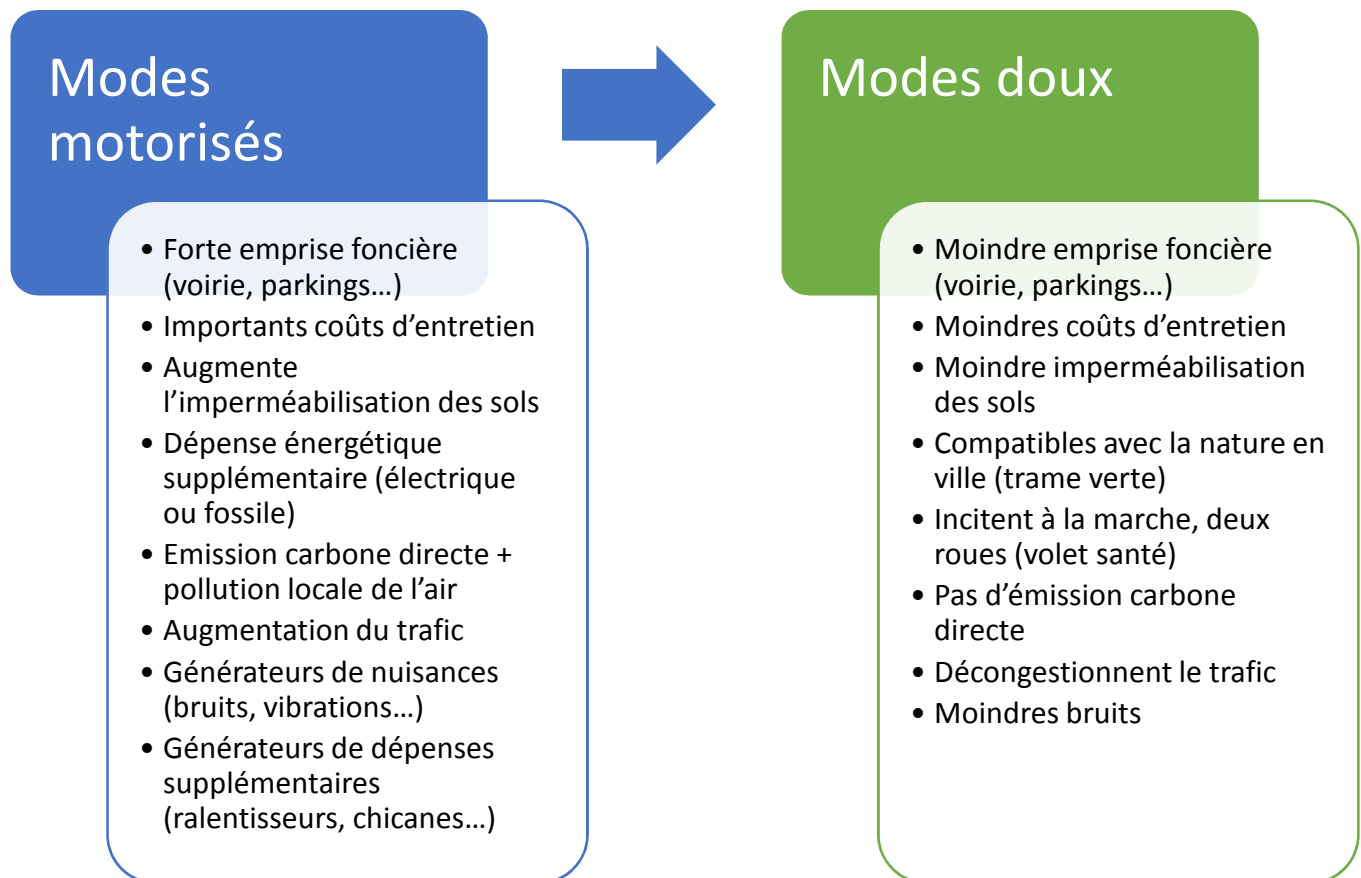 Modes
motorisés
• Forte emprise foncière
(voirie, parkings…)
• Importants coûts d’entretien
• Augmente
l’imperméabilisation des sols
• Dépense énergétique
supplémentaire (électrique
ou fossile)
• Emission carbone directe +
pollution locale de l’air
• Augmentation du trafic
• Générateurs de nuisances
(bruits, vibrations…)
• Générateurs de dépenses
supplémentaires
(ralentisseurs, chicanes…)
Modes doux
• Moindre emprise foncière
(voirie, parkings…)
• Moindres coûts d’entretien
• Moindre imperméabilisation
des sols
• Compatibles avec la nature en
ville (trame verte)
• Incitent à la marche, deux
roues (volet santé)
• Pas d’émission carbone
directe
• Décongestionnent le trafic
• Moindres bruits